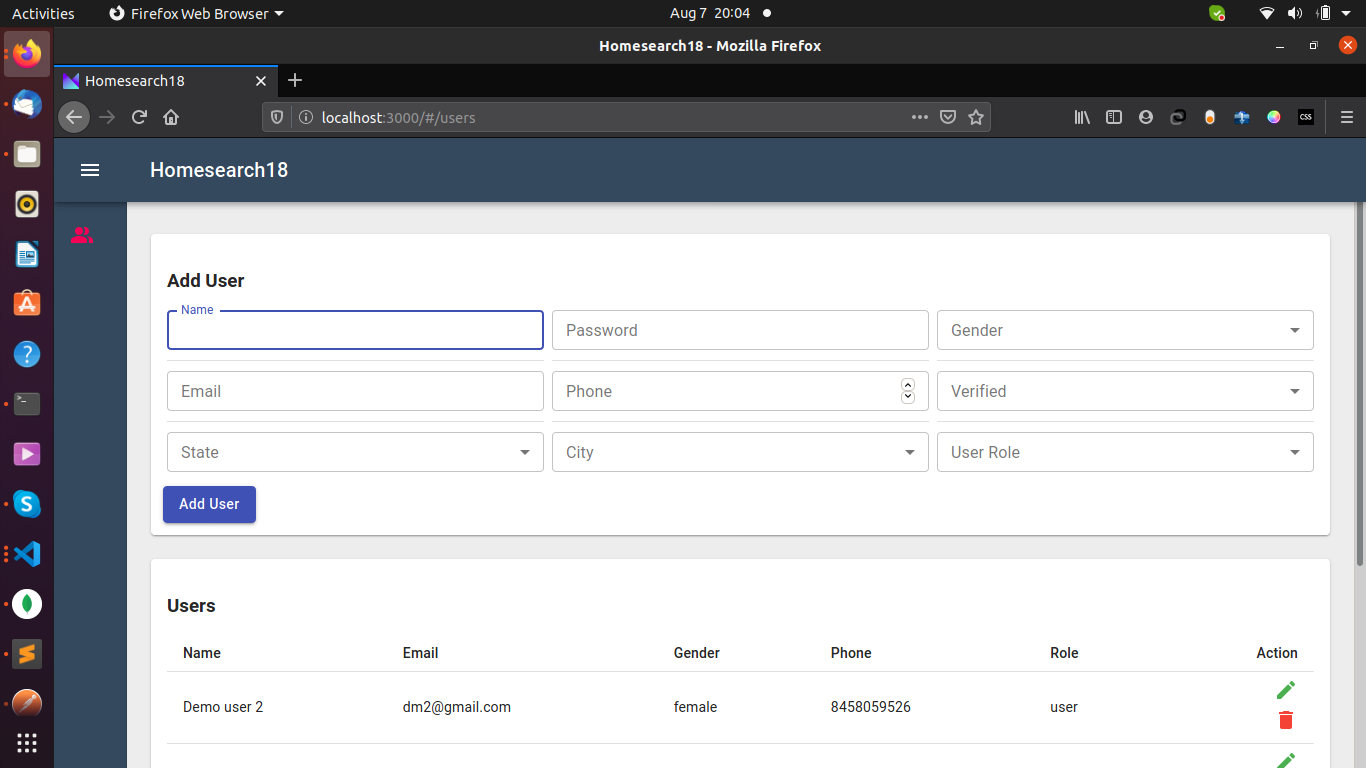 Activities Firefox Web Browser Aug 7 20:04
Homesearch18 - Mozilla Firefox
Homesearch18
localhost:3000/#/users
CSS
Homesearch18
Add User
Name
Password Gender
Email Phone Verified
State City User Role
Add User
Users
Name Email Gender Phone Role Action
Demo user 2 dm2@gmail.com female 8458059526 user